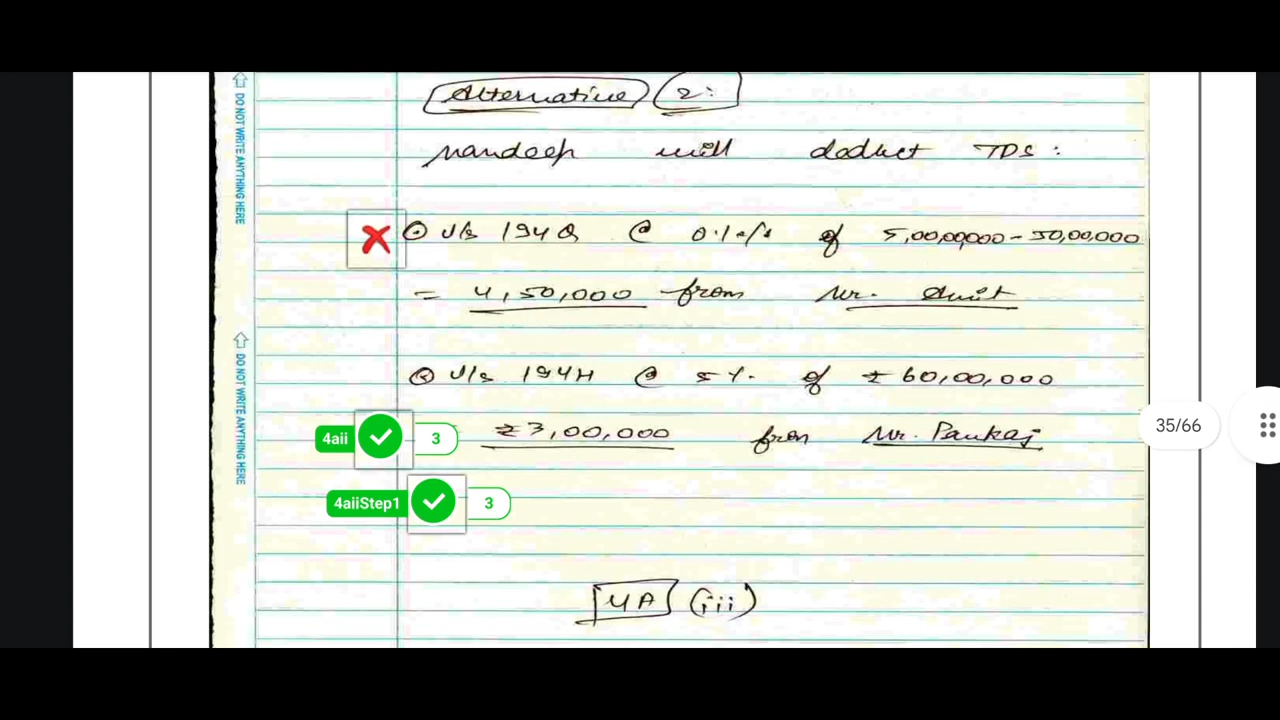 Alternative 2:
Mandeep will deduct TDS :
DO NOT WRITE ANYTHING HERE
⊙ U/s 194Q @ 0.1% of 5,00,00,000 - 50,00,000
= 4,50,000 from Mr. Amit
U/s 194H @ 5% of ₹ 60,00,000
DO NOT WRITE ANYTHING HERE
4aii 3 ₹3,00,000 from Mr. Pankaj
35/66
4aiiStep1 3
4A (iii)